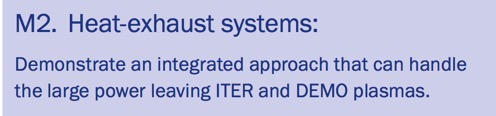 M2. Heat-exhaust systems:
Demonstrate an integrated approach that can handle
the large power leaving ITER and DEMO plasmas.